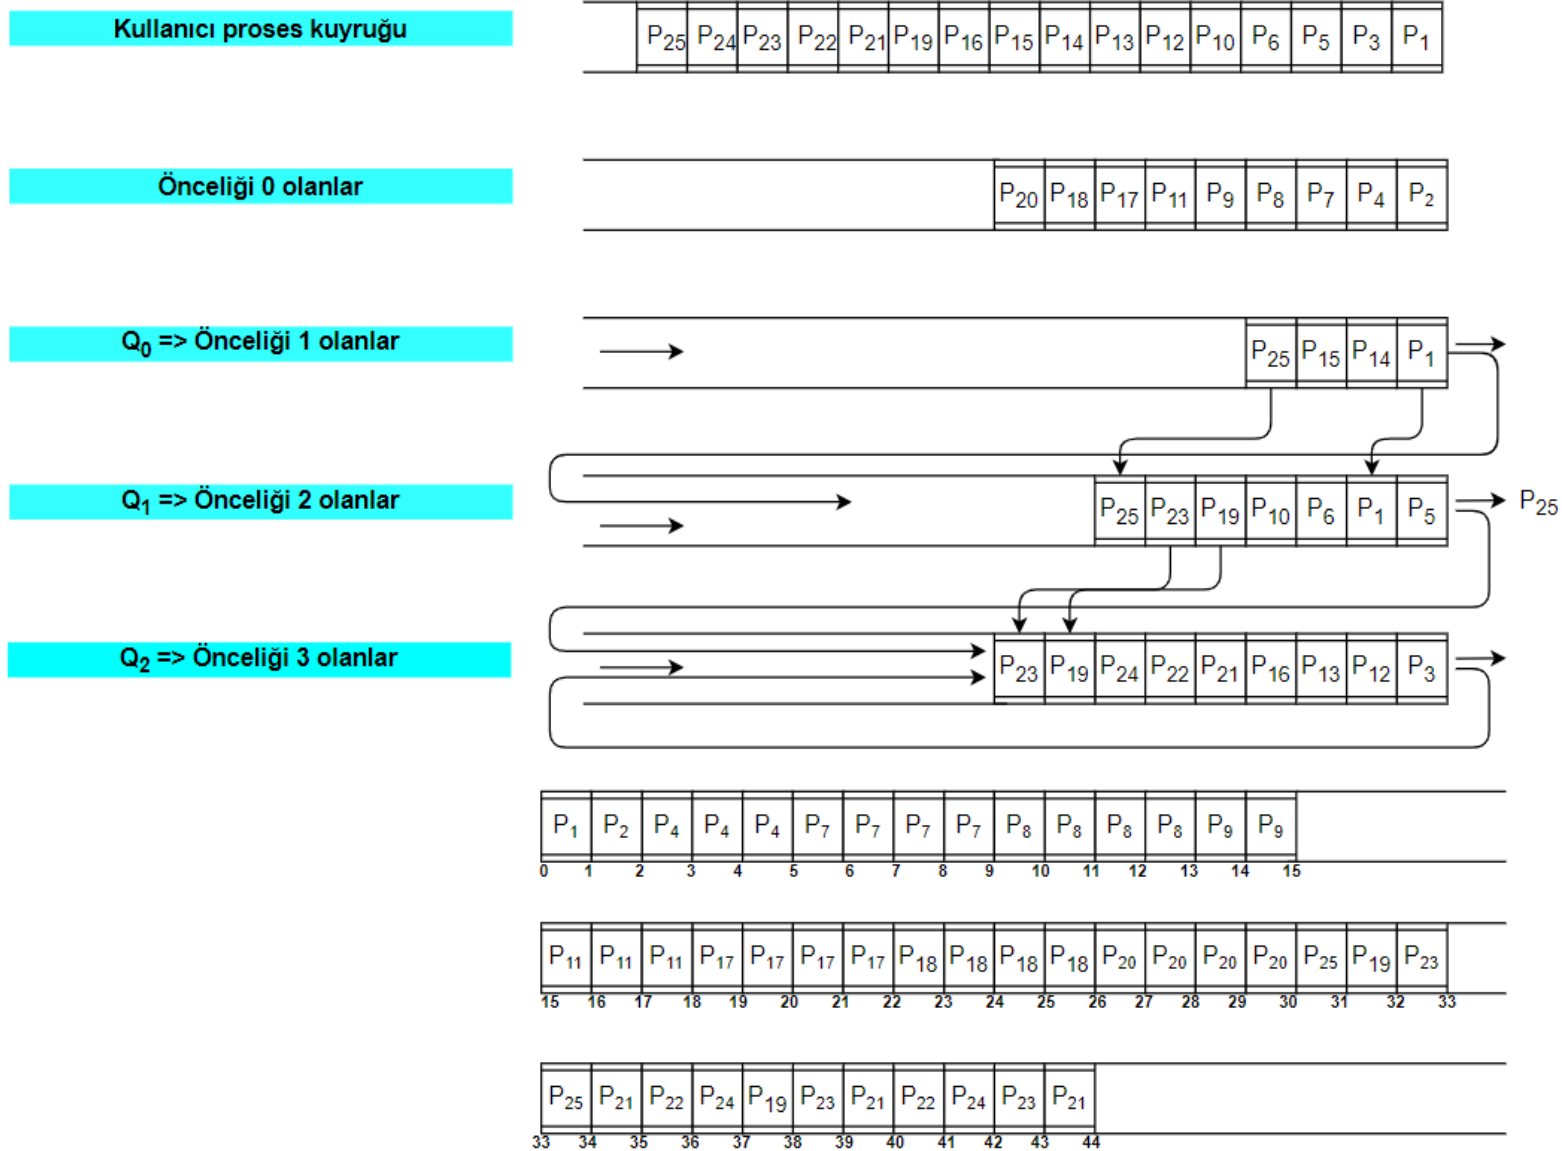 Kullanıcı proses kuyruğu
P25 P24 P23 P22 P21 P19 P16 P15 P14 P13 P12 P10 P6 P5 P3 P1
Önceliği 0 olanlar
P20 P18 P17 P11 P9 P8 P7 P4 P2
Q0 => Önceliği 1 olanlar
P25 P15 P14 P1
Q1 => Önceliği 2 olanlar
P25 P23 P19 P10 P6 P1 P5 P25
Q2 => Önceliği 3 olanlar
P23 P19 P24 P22 P21 P16 P13 P12 P3
P1 P2 P4 P4 P4 P7 P7 P7 P7 P8 P8 P8 P8 P9 P9
0 1 2 3 4 5 6 7 8 9 10 11 12 13 14 15
P11 P11 P11 P17 P17 P17 P17 P18 P18 P18 P18 P20 P20 P20 P20 P25 P19 P23
15 16 17 18 19 20 21 22 23 24 25 26 27 28 29 30 31 32 33
P25 P21 P22 P24 P19 P23 P21 P22 P24 P23 P21
33 34 35 36 37 38 39 40 41 42 43 44